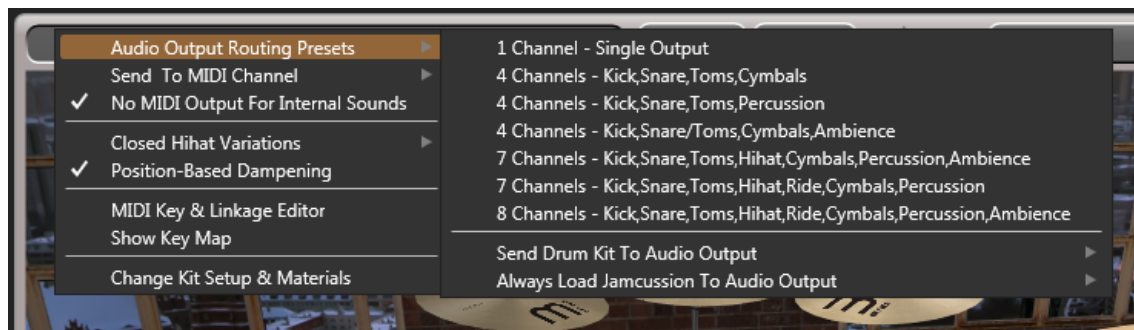 Audio Output Routing Presets
Send To MIDI Channel
No MIDI Output For Internal Sounds
Closed Hihat Variations
Position-Based Dampening
MIDI Key & Linkage Editor
Show Key Map
Change Kit Setup & Materials
1 Channel - Single Output
4 Channels - Kick,Snare,Toms,Cymbals
4 Channels - Kick,Snare,Toms,Percussion
4 Channels - Kick,Snare/Toms,Cymbals,Ambience
7 Channels - Kick,Snare,Toms,Hihat,Cymbals,Percussion,Ambience
7 Channels - Kick,Snare,Toms,Hihat,Ride,Cymbals,Percussion
8 Channels - Kick,Snare,Toms,Hihat,Ride,Cymbals,Percussion,Ambience
Send Drum Kit To Audio Output
Always Load Jamcussion To Audio Output